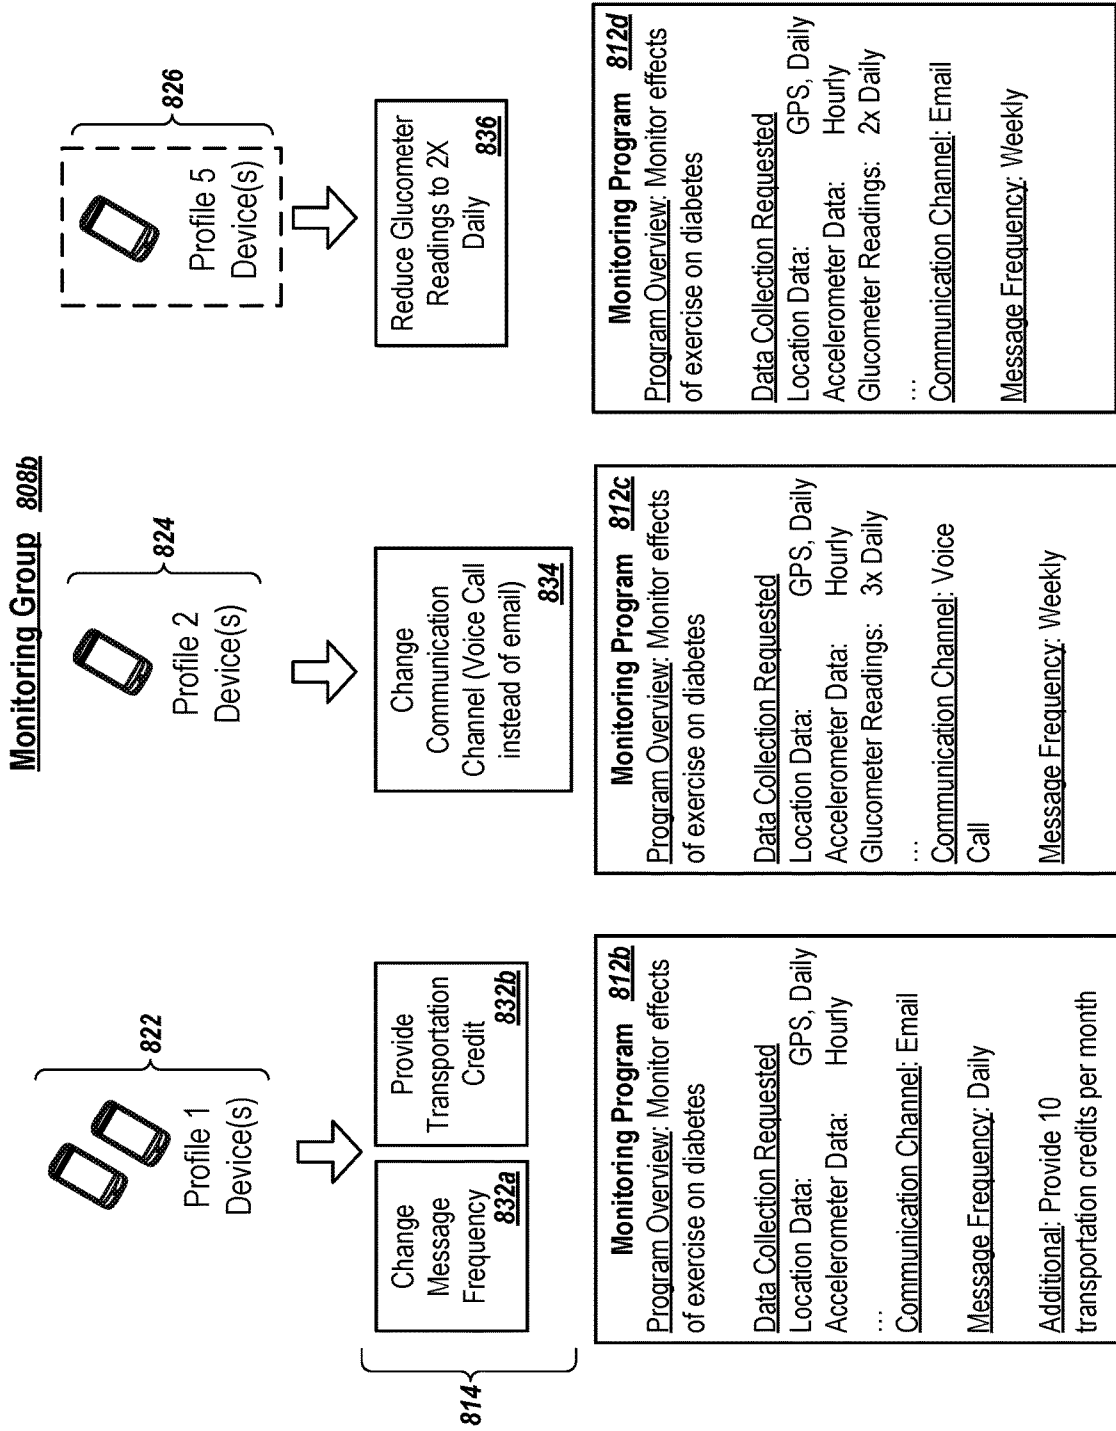 Monitoring Group 808b
822
Profile 1
Device(s)
824
Profile 2
Device(s)
826
Profile 5
Device(s)
814
Change
Message
Frequency
832a
Provide
Transportation
Credit
832b
Change
Communication
Channel (Voice Call
instead of email)
834
Reduce Glucometer
Readings to 2X
Daily
836
Monitoring Program 812b
Program Overview: Monitor effects
of exercise on diabetes
Data Collection Requested
Location Data: GPS, Daily
Accelerometer Data: Hourly
...
Communication Channel: Email
Message Frequency: Daily
Additional: Provide 10
transportation credits per month
Monitoring Program 812c
Program Overview: Monitor effects
of exercise on diabetes
Data Collection Requested
Location Data: GPS, Daily
Accelerometer Data: Hourly
Glucometer Readings: 3x Daily
...
Communication Channel: Voice
Call
Message Frequency: Weekly
Monitoring Program 812d
Program Overview: Monitor effects
of exercise on diabetes
Data Collection Requested
Location Data: GPS, Daily
Accelerometer Data: Hourly
Glucometer Readings: 2x Daily
...
Communication Channel: Email
Message Frequency: Weekly